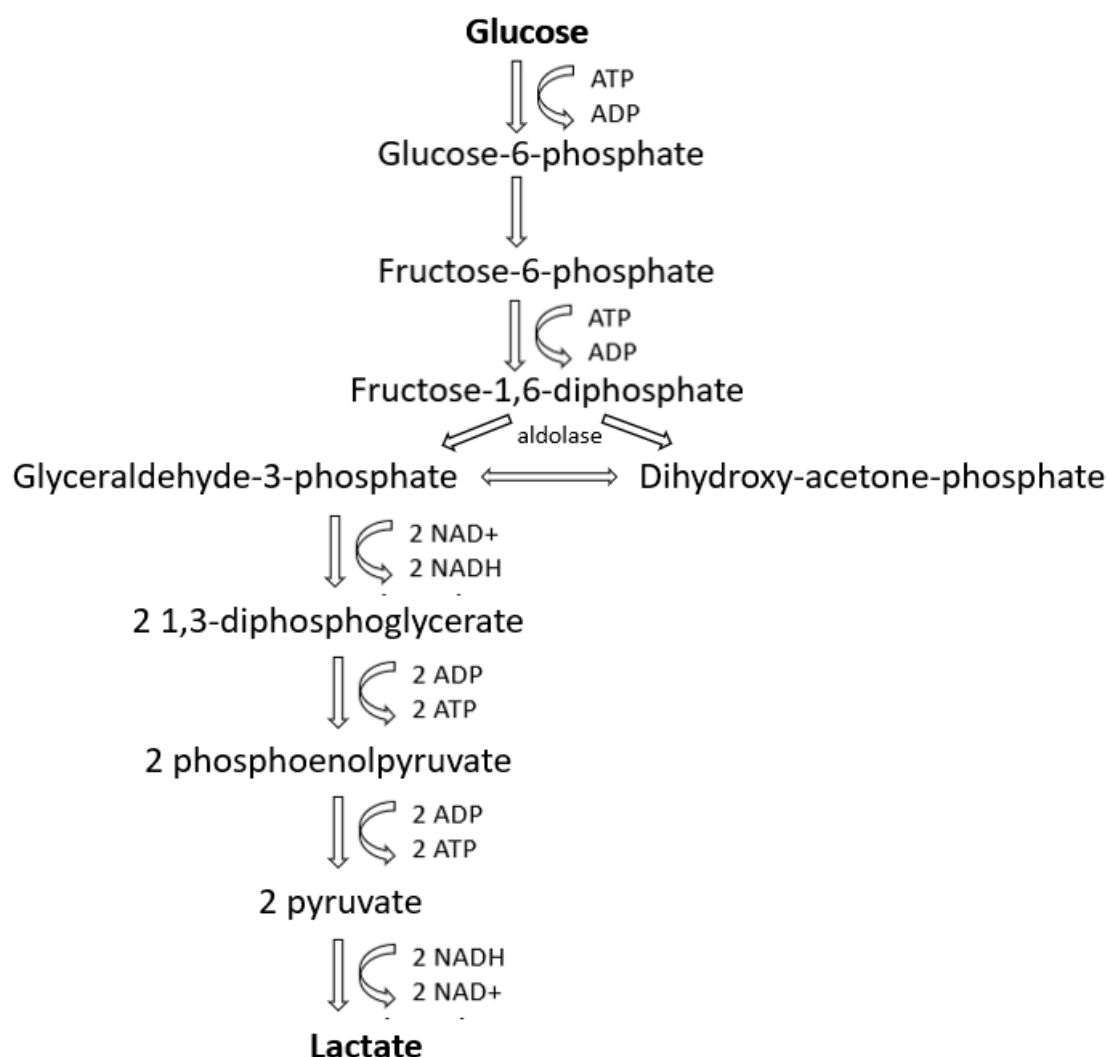 Glucose
ATP
ADP
Glucose-6-phosphate
Fructose-6-phosphate
ATP
ADP
Fructose-1,6-diphosphate
aldolase
Glyceraldehyde-3-phosphate
Dihydroxy-acetone-phosphate
2 NAD+
2 NADH
2 1,3-diphosphoglycerate
2 ADP
2 ATP
2 phosphoenolpyruvate
2 ADP
2 ATP
2 pyruvate
2 NADH
2 NAD+
Lactate